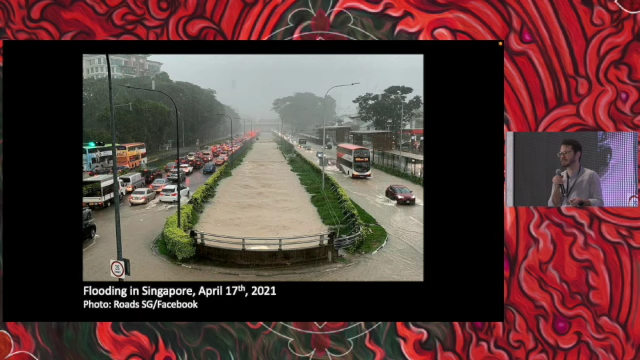 Flooding in Singapore, April 17th, 2021
Photo: Roads SG/Facebook